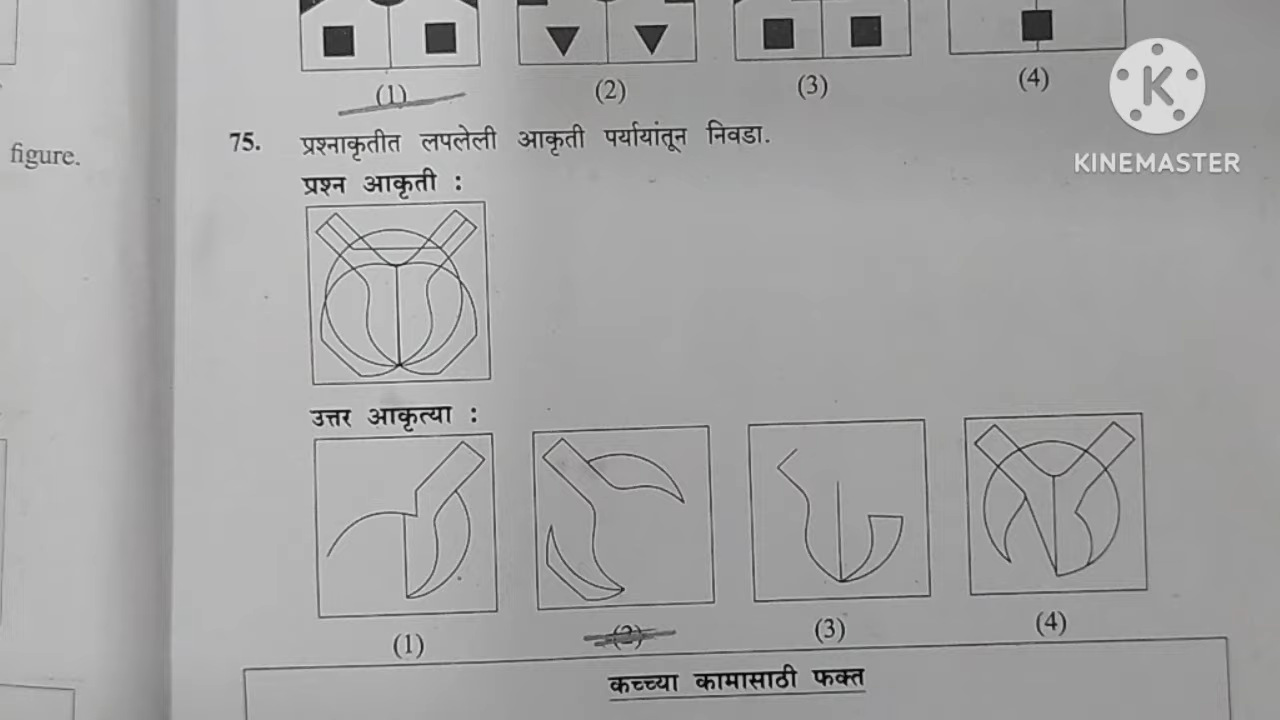 (1) (2) (3) (4)
K
KINEMASTER
figure.
75. प्रश्नाकृतीत लपलेली आकृती पर्यायांतून निवडा.
प्रश्न आकृती :
उत्तर आकृत्या :
(1) (2) (3) (4)
कच्च्या कामासाठी फक्त